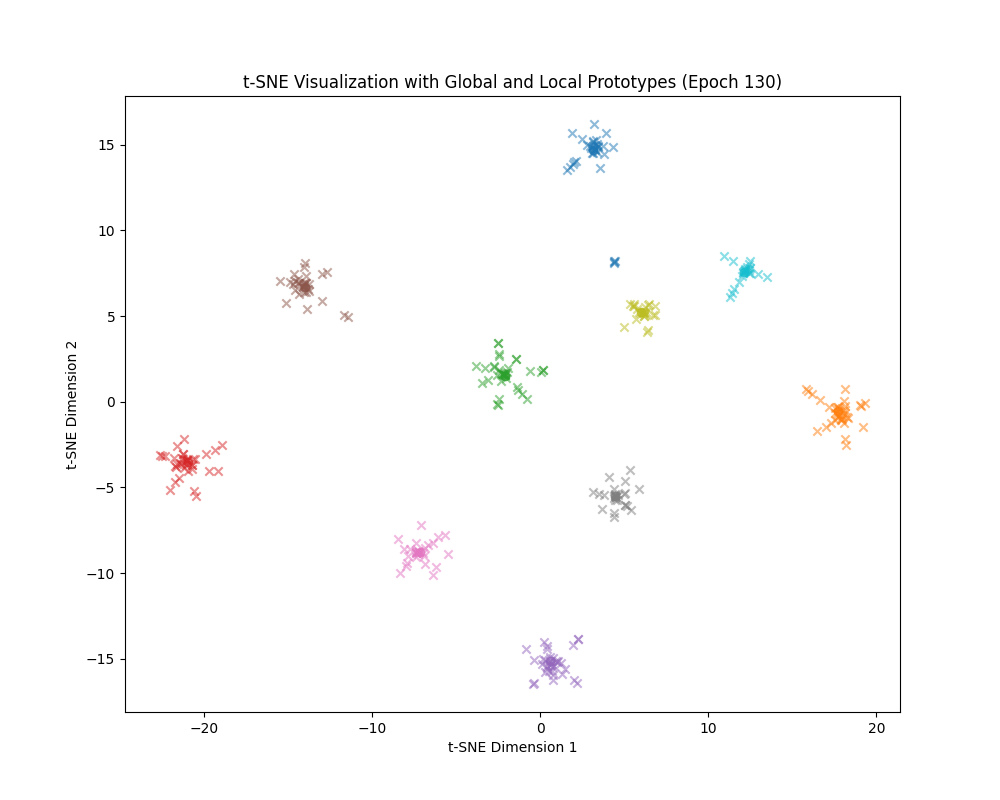 t-SNE Visualization with Global and Local Prototypes (Epoch 130)
15
10
5
0
−5
−10
−15
t-SNE Dimension 2
−20 −10 0 10 20
t-SNE Dimension 1